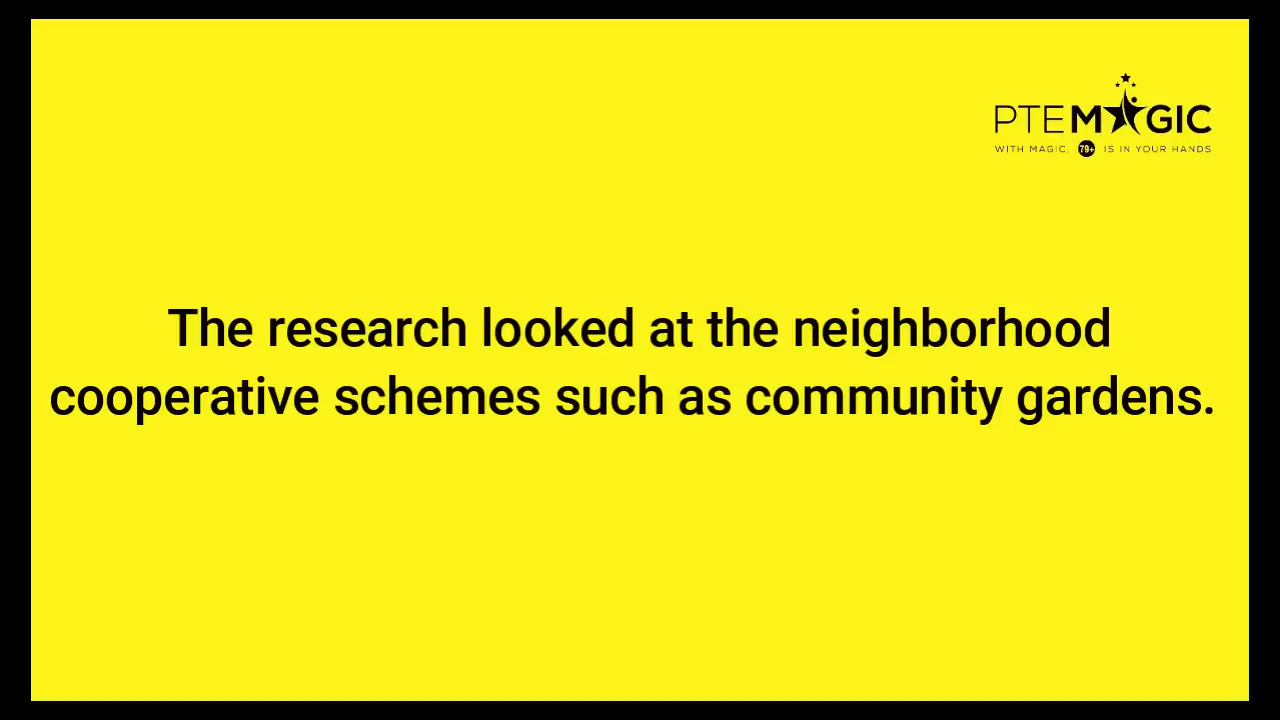 PTEMAGIC
WITH MAGIC, 79+ IS IN YOUR HANDS
The research looked at the neighborhood
cooperative schemes such as community gardens.